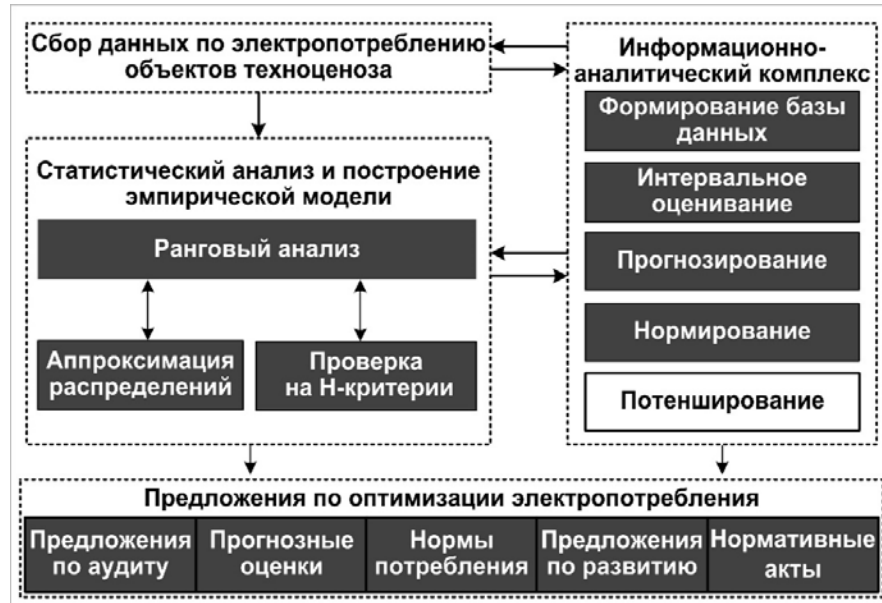 Сбор данных по электропотреблению
объектов техноценоза
Информационно-
аналитический комплекс
Формирование базы
данных
Интервальное
оценивание
Прогнозирование
Нормирование
Потенширование
Статистический анализ и построение
эмпирической модели
Ранговый анализ
Аппроксимация
распределений
Проверка
на Н-критерии
Предложения по оптимизации электропотребления
Предложения
по аудиту
Прогнозные
оценки
Нормы
потребления
Предложения
по развитию
Нормативные
акты